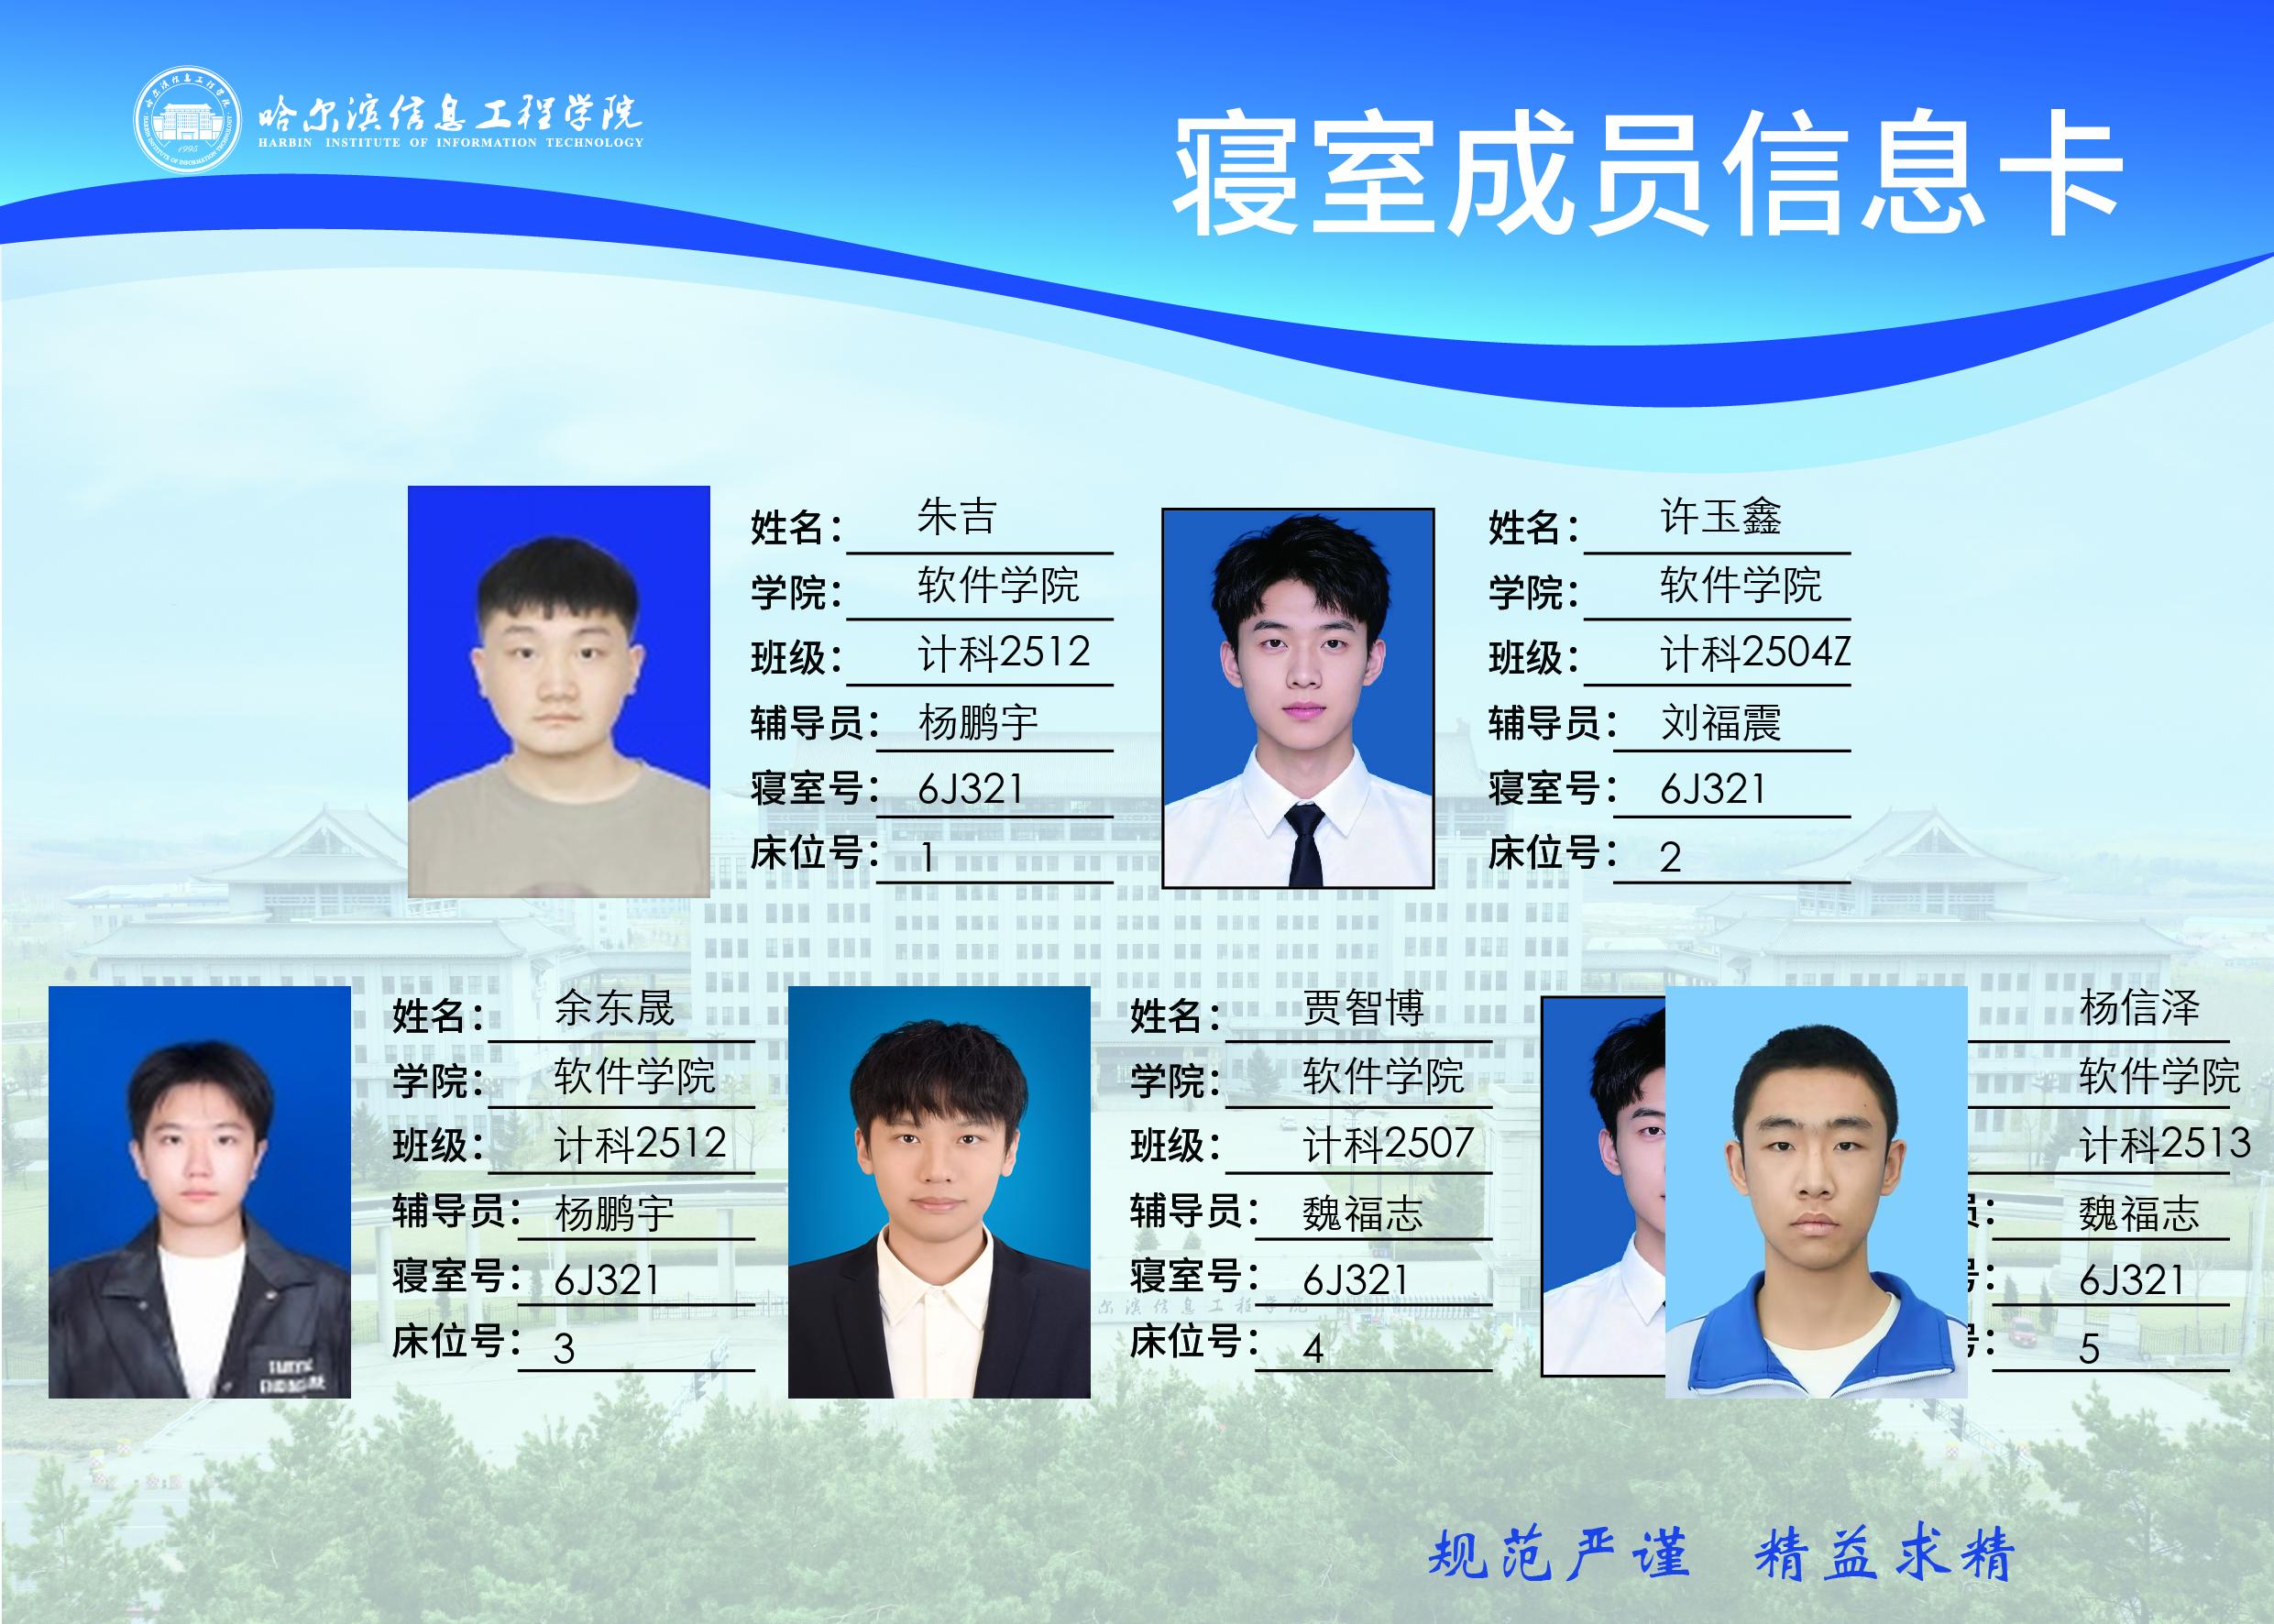 哈尔滨信息工程学院
HARBIN INSTITUTE OF INFORMATION TECHNOLOGY
1995
寝室成员信息卡
姓名： 朱吉
学院： 软件学院
班级： 计科2512
辅导员： 杨鹏宇
寝室号： 6J321
床位号： 1
姓名： 许玉鑫
学院： 软件学院
班级： 计科2504Z
辅导员： 刘福震
寝室号： 6J321
床位号： 2
姓名： 余东晟
学院： 软件学院
班级： 计科2512
辅导员： 杨鹏宇
寝室号： 6J321
床位号： 3
姓名： 贾智博
学院： 软件学院
班级： 计科2507
辅导员： 魏福志
寝室号： 6J321
床位号： 4
杨信泽
软件学院
计科2513
员： 魏福志
号： 6J321
号： 5
规范严谨 精益求精